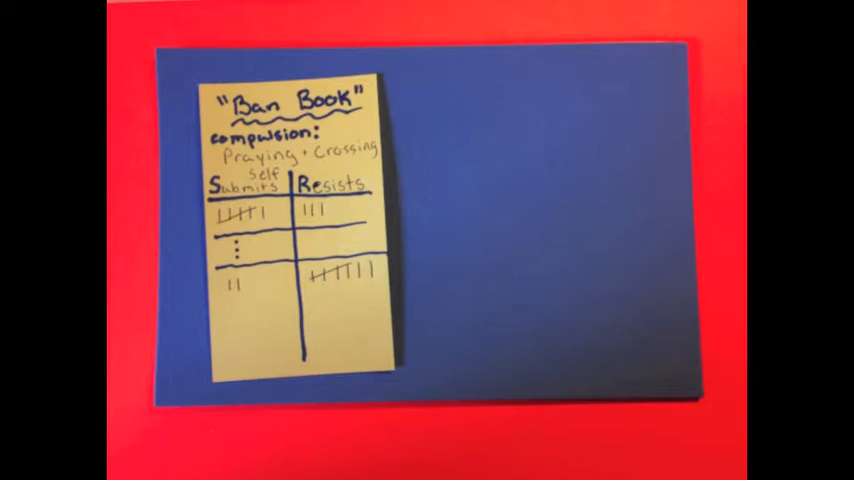 "Ban Book"
compulsion:
Praying + Crossing
self
Submits Resists